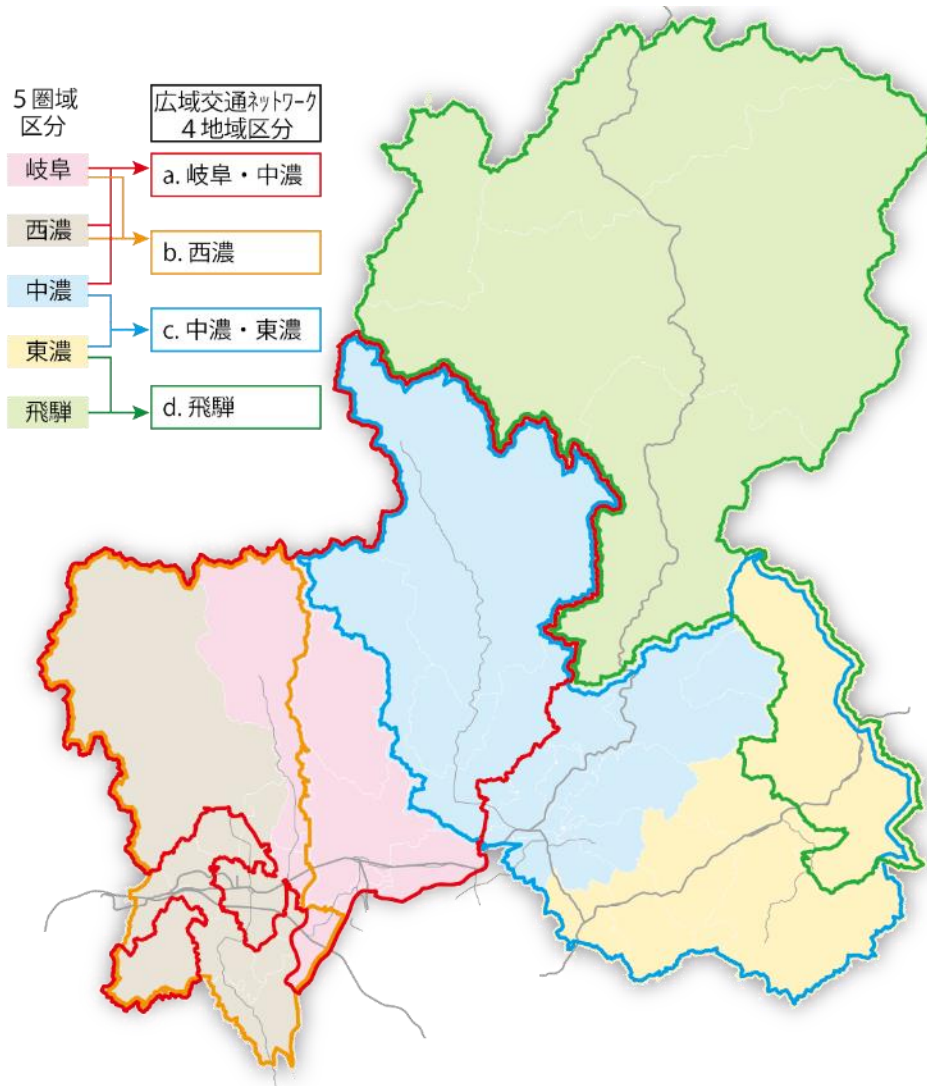 5圏域
区分
広域交通ネットワーク
4地域区分
岐阜
a. 岐阜・中濃
西濃
b. 西濃
中濃
c. 中濃・東濃
東濃
d. 飛騨
飛騨